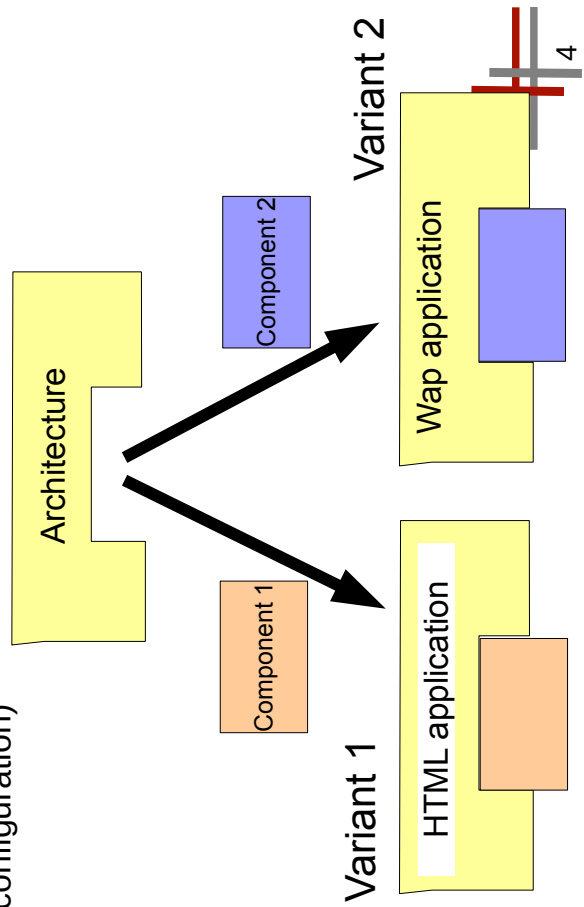 configuration)
Architecture
Component 1
Component 2
Variant 1
Variant 2
HTML application
Wap application
4